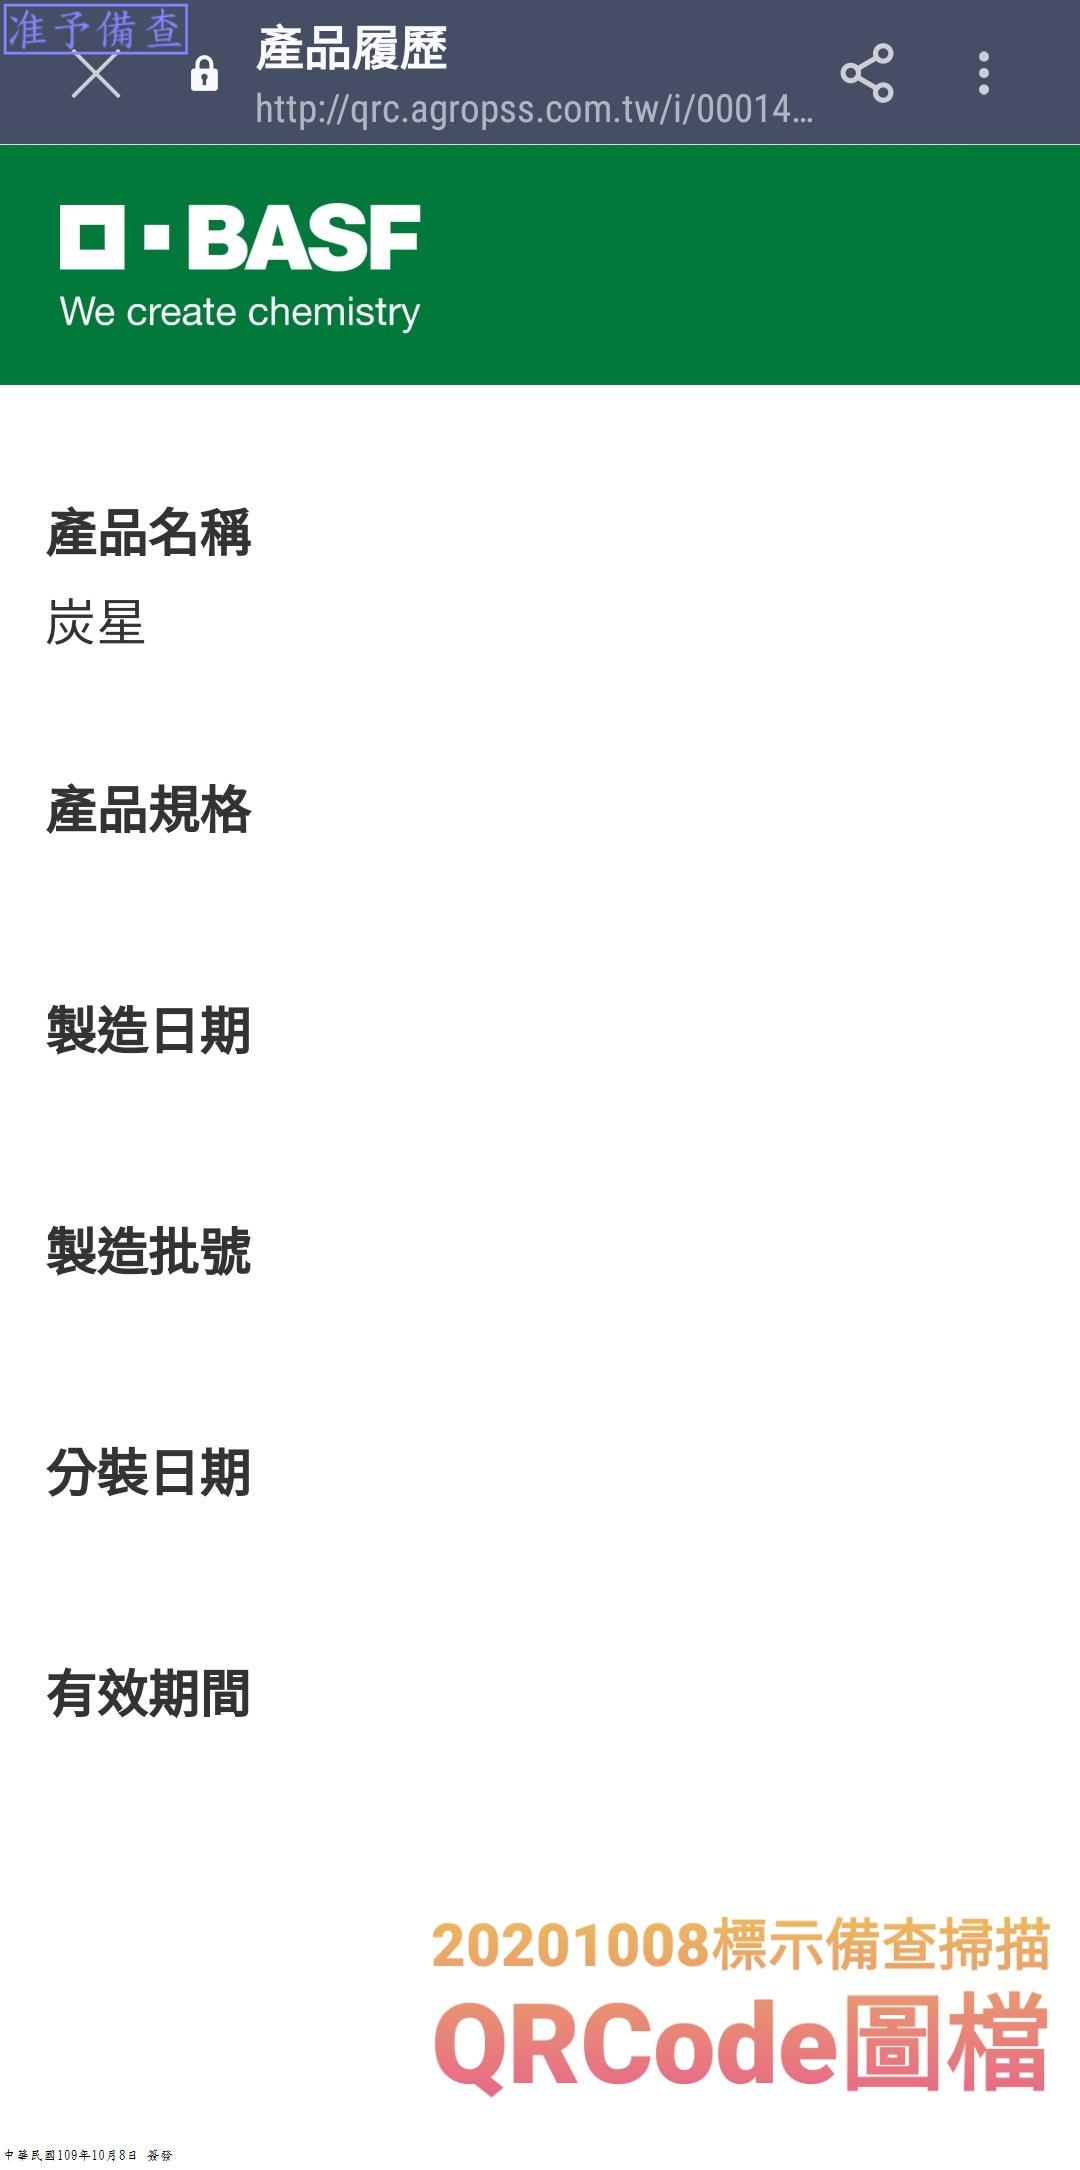 准予備查
產品履歷
http://qrc.agropss.com.tw/i/00014...
BASF
We create chemistry
產品名稱
炭星
產品規格
製造日期
製造批號
分裝日期
有效期間
20201008標示備查掃描
QRCode圖檔
中華民國109年10月8日 簽發